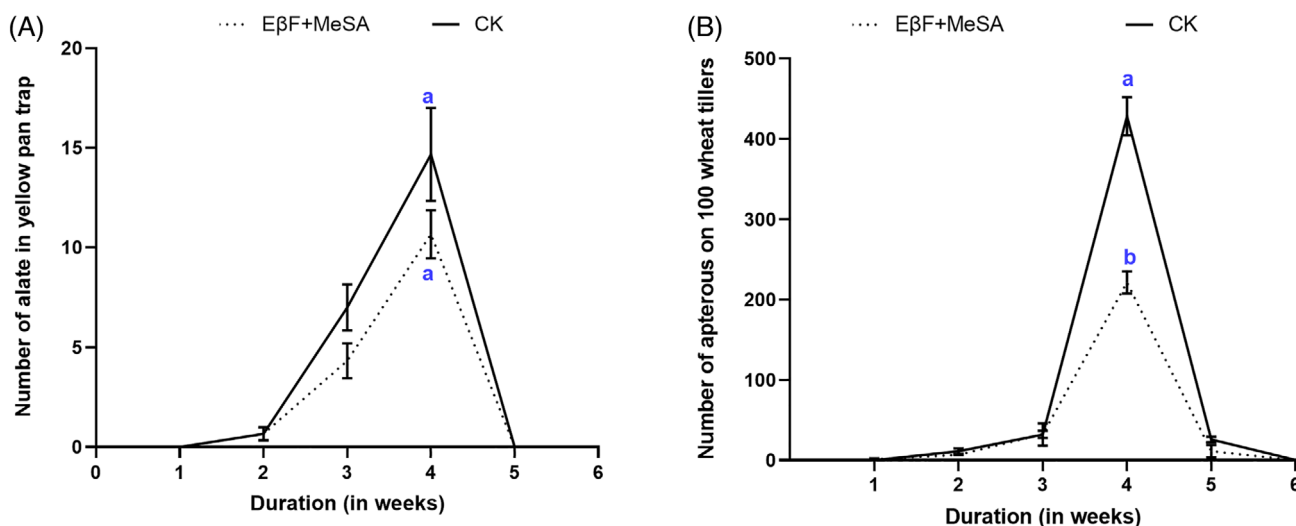 (A)
EβF+MeSA
CK
Number of alate in yellow pan trap
20
15
10
5
0
a
a
0 1 2 3 4 5 6
Duration (in weeks)
(B)
EβF+MeSA
CK
Number of apterous on 100 wheat tillers
500
400
300
200
100
0
a
b
1 2 3 4 5 6
Duration (in weeks)